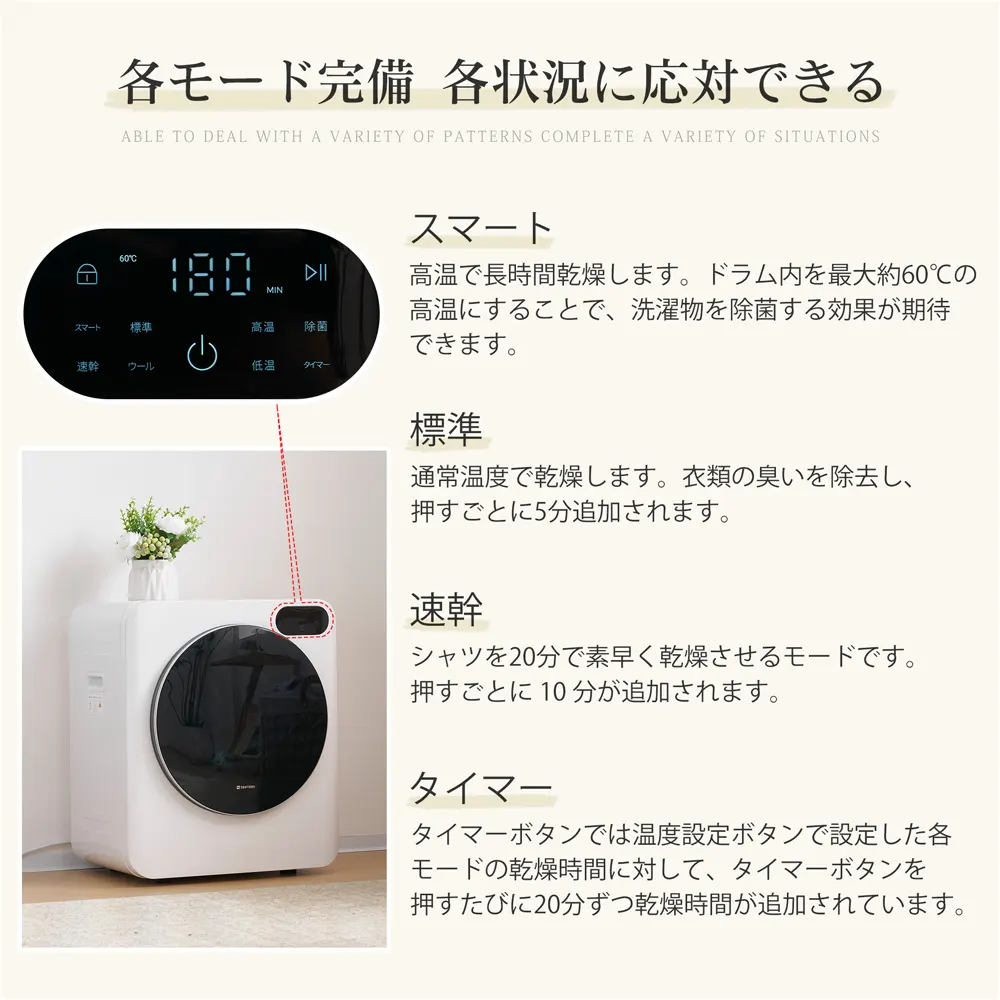 各モード完備 各状況に応対できる
ABLE TO DEAL WITH A VARIETY OF PATTERNS COMPLETE A VARIETY OF SITUATIONS
60℃
180 MIN
スマート 標準 高温 除菌
速幹 ウール 低温 タイマー
スマート
高温で長時間乾燥します。ドラム内を最大約60℃の
高温にすることで、洗濯物を除菌する効果が期待
できます。
標準
通常温度で乾燥します。衣類の臭いを除去し、
押すごとに5分追加されます。
速幹
シャツを20分で素早く乾燥させるモードです。
押すごとに 10 分が追加されます。
タイマー
タイマーボタンでは温度設定ボタンで設定した各
モードの乾燥時間に対して、タイマーボタンを
押すたびに20分ずつ乾燥時間が追加されています。